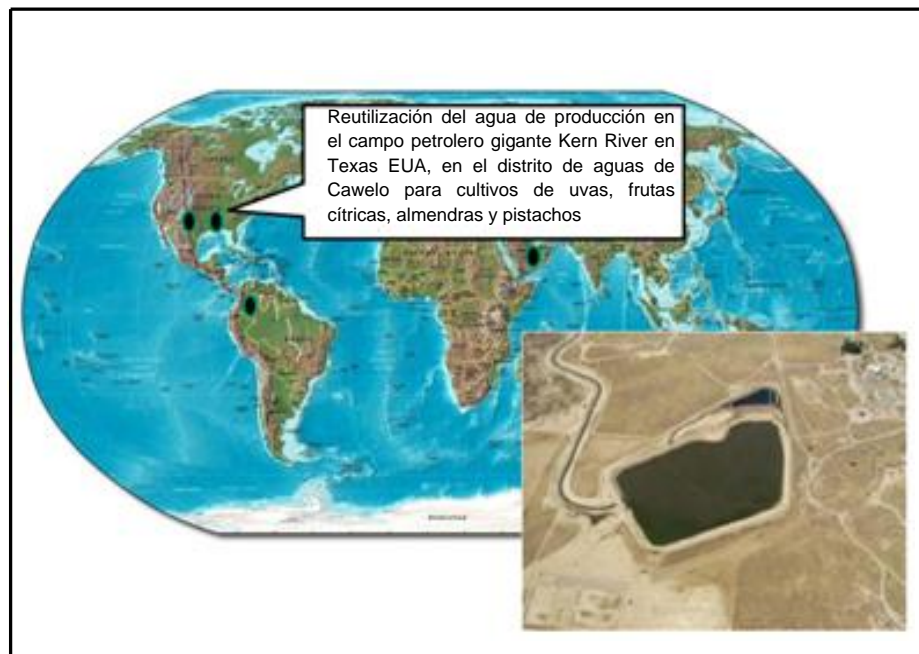 Reutilización del agua de producción en
el campo petrolero gigante Kern River en
Texas EUA, en el distrito de aguas de
Cawelo para cultivos de uvas, frutas
cítricas, almendras y pistachos